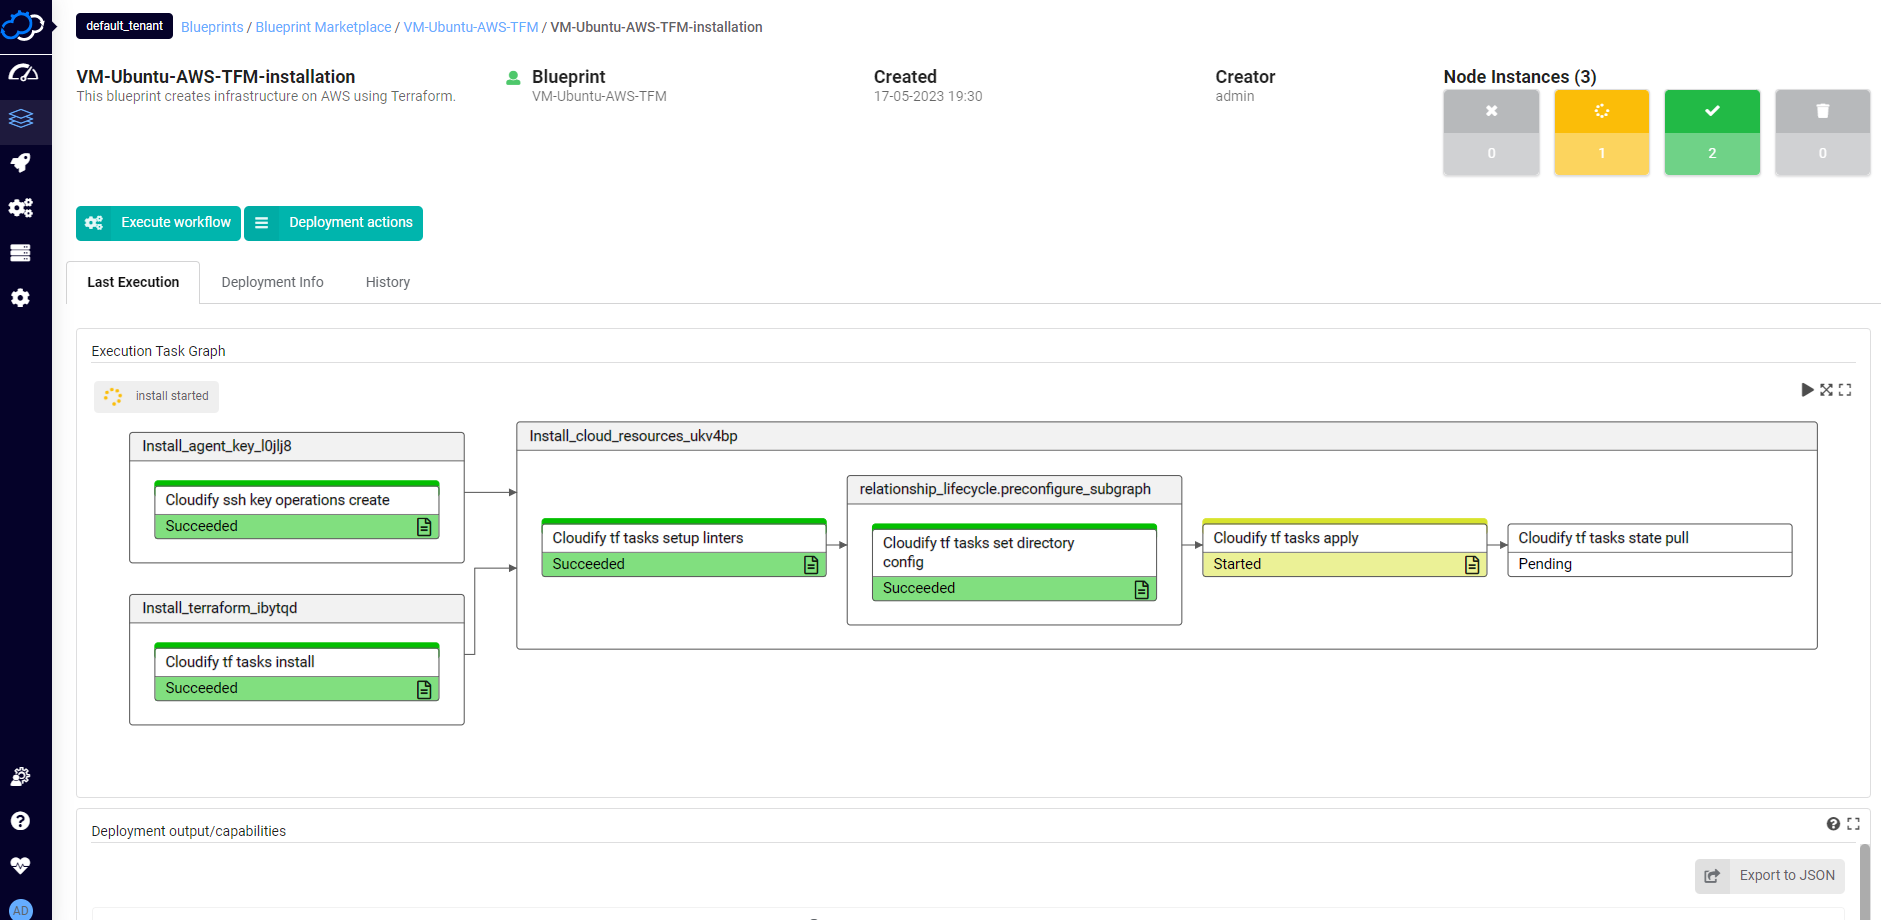 default_tenant Blueprints / Blueprint Marketplace / VM-Ubuntu-AWS-TFM / VM-Ubuntu-AWS-TFM-installation
VM-Ubuntu-AWS-TFM-installation
This blueprint creates infrastructure on AWS using Terraform.
Blueprint
VM-Ubuntu-AWS-TFM
Created
17-05-2023 19:30
Creator
admin
Node Instances (3)
0 1 2 0
Execute workflow Deployment actions
Last Execution Deployment Info History
Execution Task Graph
install started
Install_agent_key_l0jlj8
Cloudify ssh key operations create
Succeeded
Install_terraform_ibytqd
Cloudify tf tasks install
Succeeded
Install_cloud_resources_ukv4bp
Cloudify tf tasks setup linters
Succeeded
relationship_lifecycle.preconfigure_subgraph
Cloudify tf tasks set directory
config
Succeeded
Cloudify tf tasks apply
Started
Cloudify tf tasks state pull
Pending
Deployment output/capabilities
Export to JSON
AD